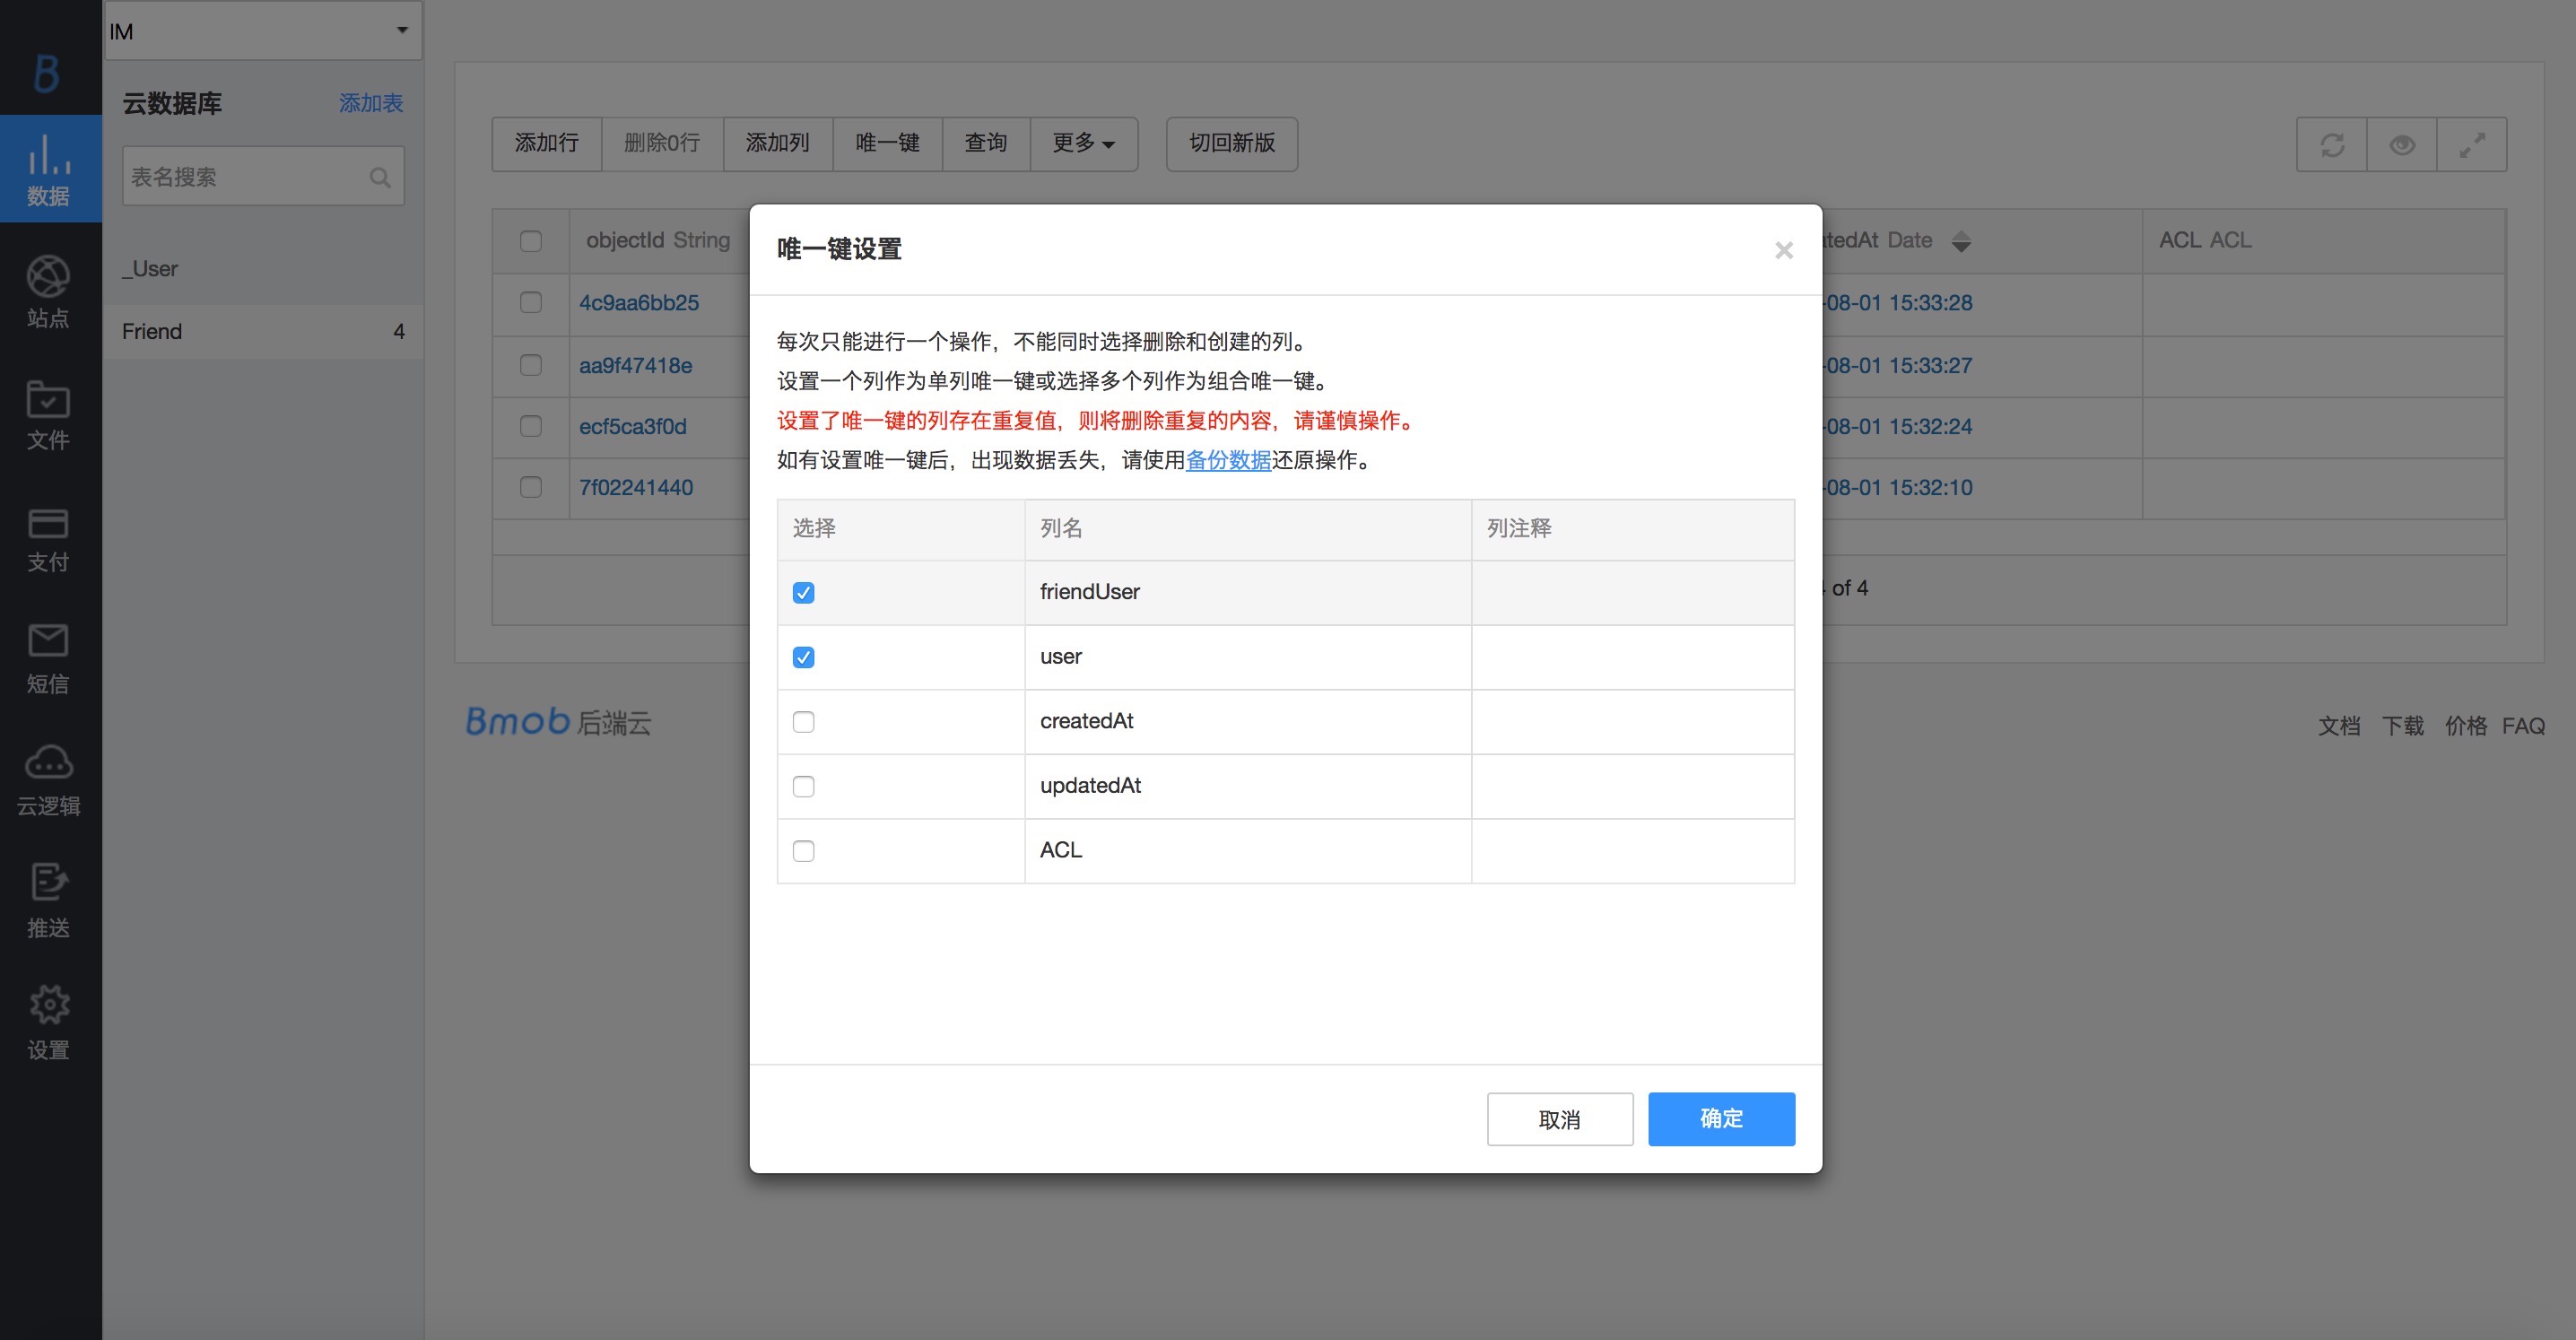 IM
B
云数据库 添加表
表名搜索
_User
Friend 4
数据
站点
文件
支付
短信
云逻辑
推送
设置
添加行 删除0行 添加列 唯一键 查询 更多 切回新版
objectId String
atedAt Date ACL ACL
4c9aa6bb25
-08-01 15:33:28
aa9f47418e
-08-01 15:33:27
ecf5ca3f0d
-08-01 15:32:24
7f02241440
-08-01 15:32:10
of 4
唯一键设置 ×
每次只能进行一个操作，不能同时选择删除和创建的列。
设置一个列作为单列唯一键或选择多个列作为组合唯一键。
设置了唯一键的列存在重复值，则将删除重复的内容，请谨慎操作。
如有设置唯一键后，出现数据丢失，请使用备份数据还原操作。
选择 列名 列注释
friendUser
user
createdAt
updatedAt
ACL
取消 确定
Bmob 后端云
文档 下载 价格 FAQ